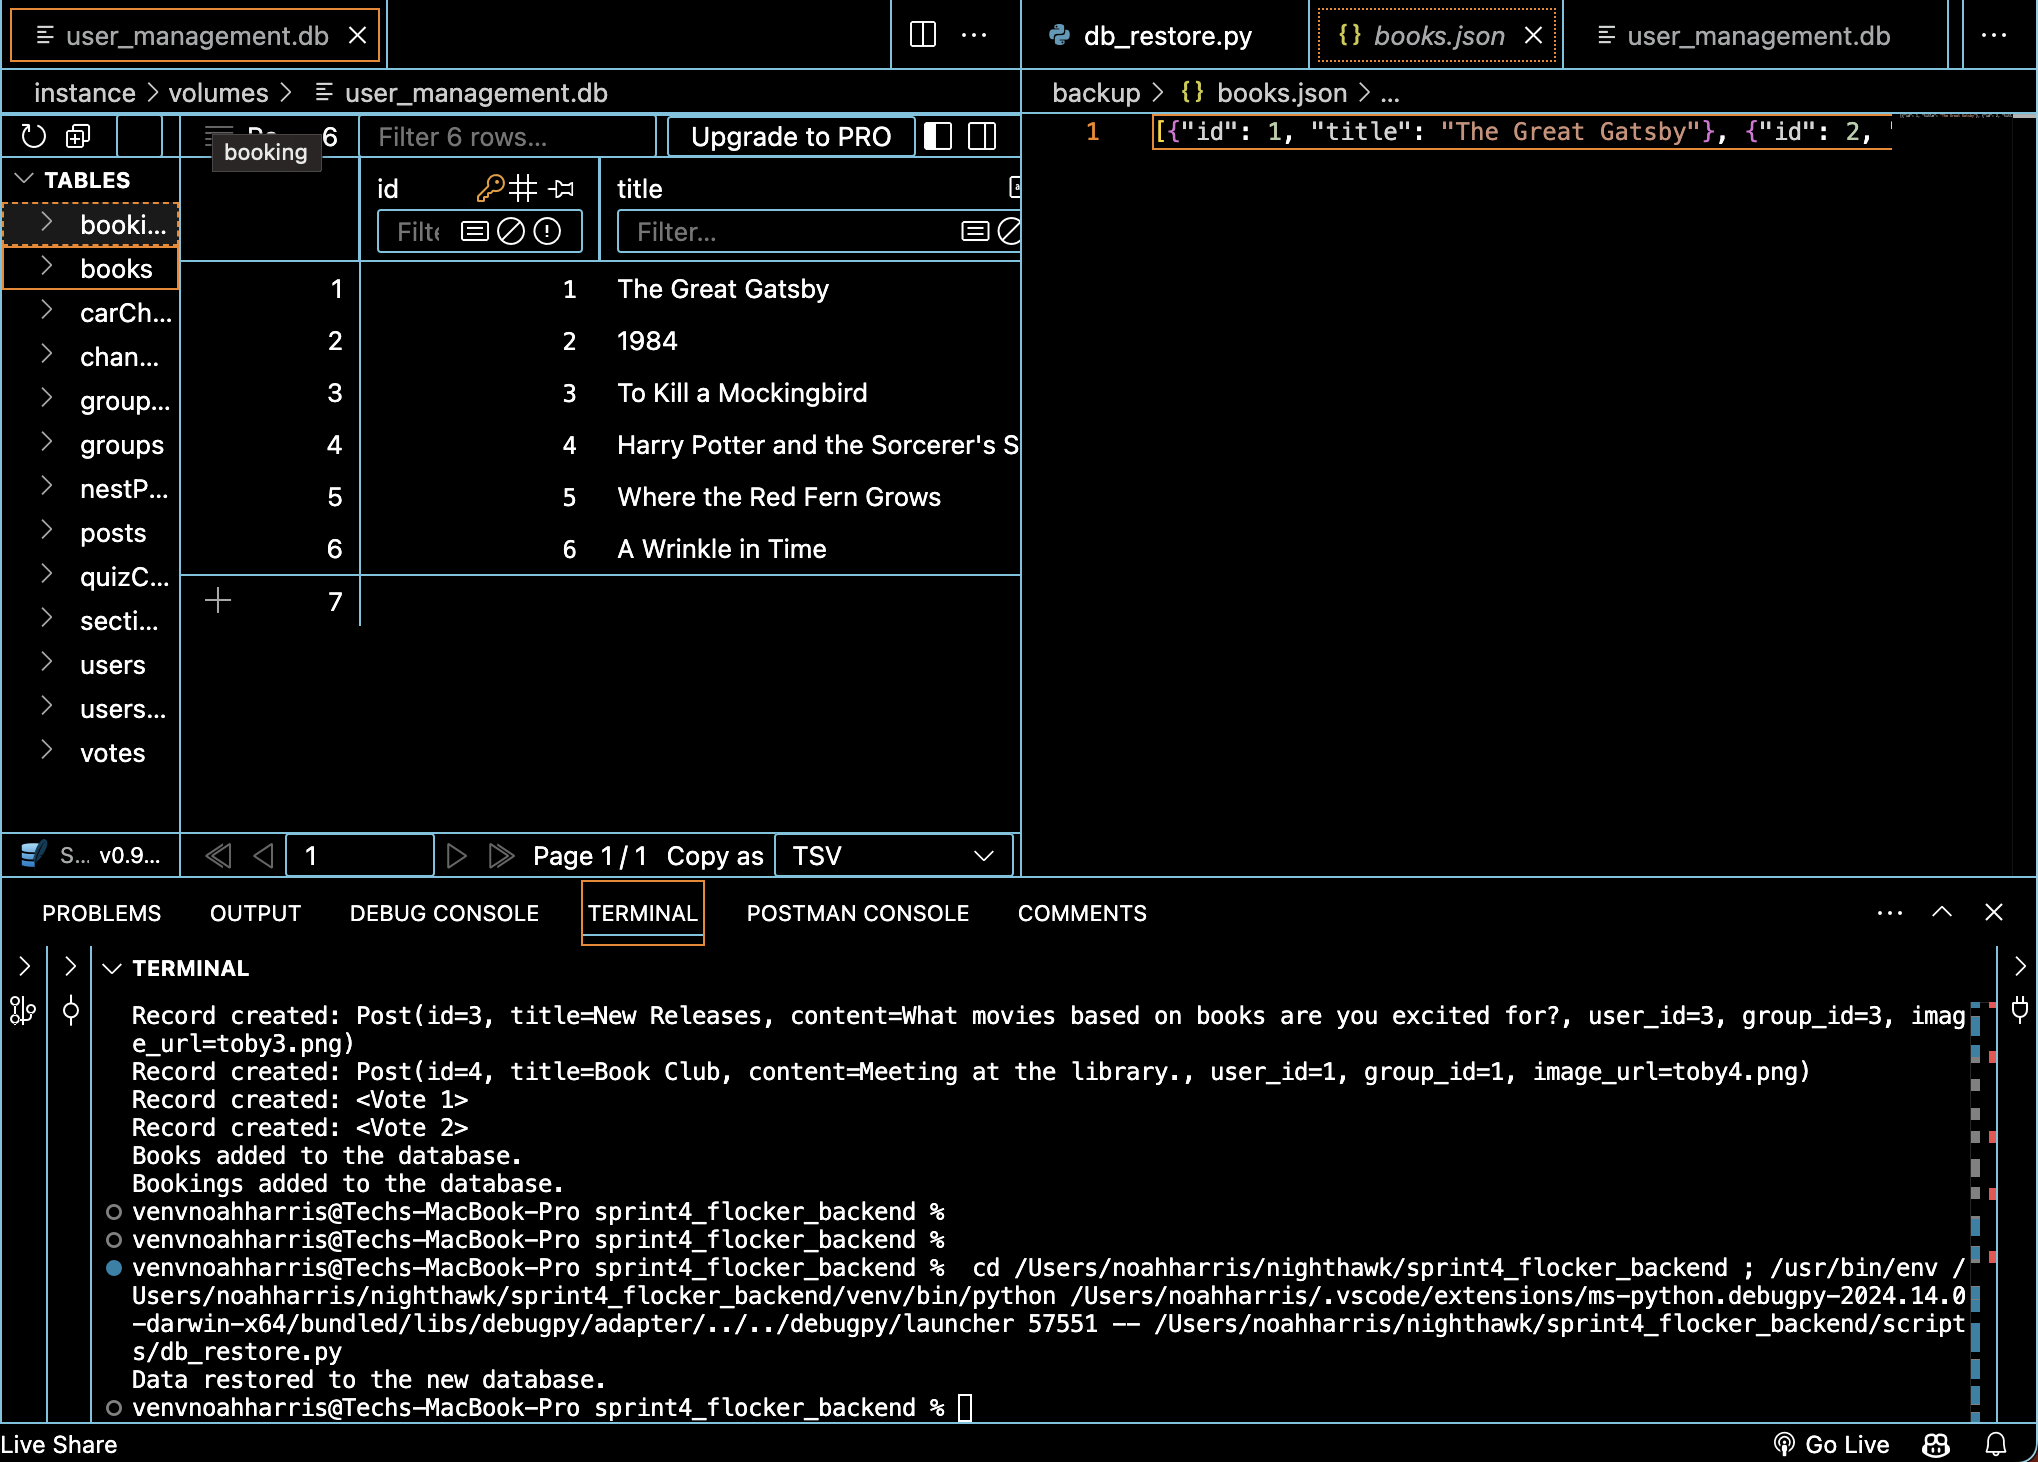 user_management.db
db_restore.py
books.json
user_management.db
instance > volumes > user_management.db
backup > {} books.json > ...
6
Filter 6 rows...
Upgrade to PRO
booking
TABLES
booki...
books
carCh...
chan...
group...
groups
nestP...
posts
quizC...
secti...
users
users...
votes
id
title
Filter...
1 1 The Great Gatsby
2 2 1984
3 3 To Kill a Mockingbird
4 4 Harry Potter and the Sorcerer's S
5 5 Where the Red Fern Grows
6 6 A Wrinkle in Time
7
1 [{"id": 1, "title": "The Great Gatsby"}, {"id": 2,
S... v0.9...
1
Page 1 / 1
Copy as
TSV
PROBLEMS
OUTPUT
DEBUG CONSOLE
TERMINAL
POSTMAN CONSOLE
COMMENTS
TERMINAL
Record created: Post(id=3, title=New Releases, content=What movies based on books are you excited for?, user_id=3, group_id=3, imag
e_url=toby3.png)
Record created: Post(id=4, title=Book Club, content=Meeting at the library., user_id=1, group_id=1, image_url=toby4.png)
Record created: <Vote 1>
Record created: <Vote 2>
Books added to the database.
Bookings added to the database.
venvnoahharris@Techs-MacBook-Pro sprint4_flocker_backend %
venvnoahharris@Techs-MacBook-Pro sprint4_flocker_backend %
venvnoahharris@Techs-MacBook-Pro sprint4_flocker_backend % cd /Users/noahharris/nighthawk/sprint4_flocker_backend ; /usr/bin/env /
Users/noahharris/nighthawk/sprint4_flocker_backend/venv/bin/python /Users/noahharris/.vscode/extensions/ms-python.debugpy-2024.14.0
-darwin-x64/bundled/libs/debugpy/adapter/../../debugpy/launcher 57551 -- /Users/noahharris/nighthawk/sprint4_flocker_backend/script
s/db_restore.py
Data restored to the new database.
venvnoahharris@Techs-MacBook-Pro sprint4_flocker_backend %
Live Share
Go Live